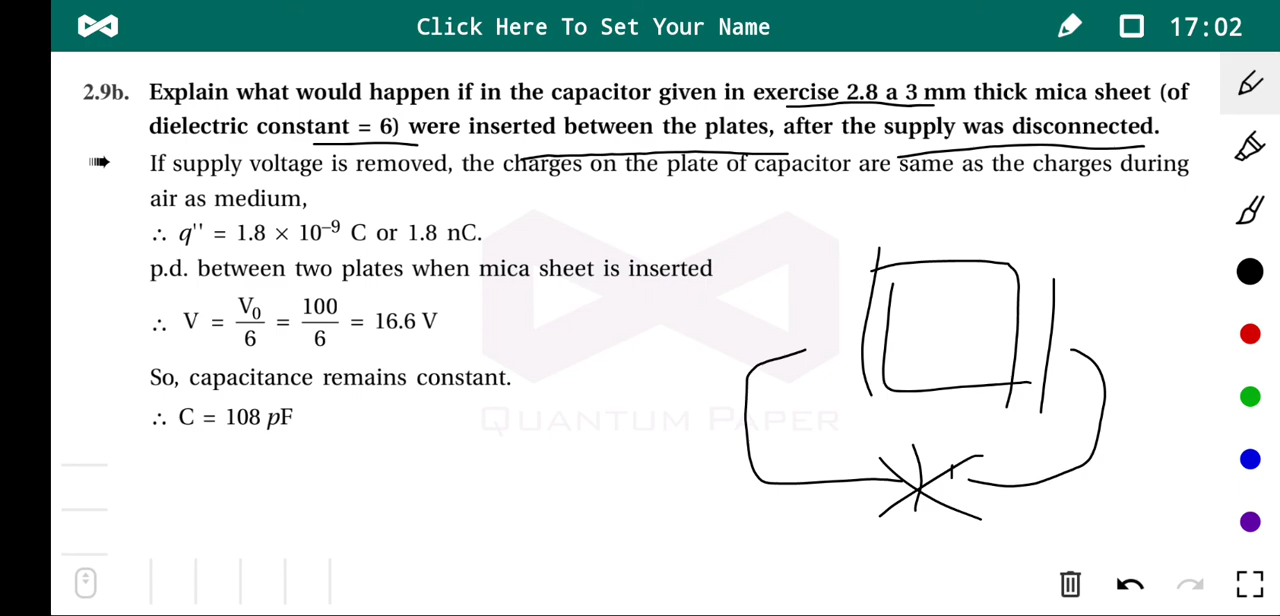 Click Here To Set Your Name
17:02
2.9b. Explain what would happen if in the capacitor given in exercise 2.8 a 3 mm thick mica sheet (of
dielectric constant = 6) were inserted between the plates, after the supply was disconnected.
➠ If supply voltage is removed, the charges on the plate of capacitor are same as the charges during
air as medium,
∴ q'' = 1.8 × 10⁻⁹ C or 1.8 nC.
p.d. between two plates when mica sheet is inserted
∴ V = V₀/6 = 100/6 = 16.6 V
So, capacitance remains constant.
∴ C = 108 pF
QUANTUM PAPER